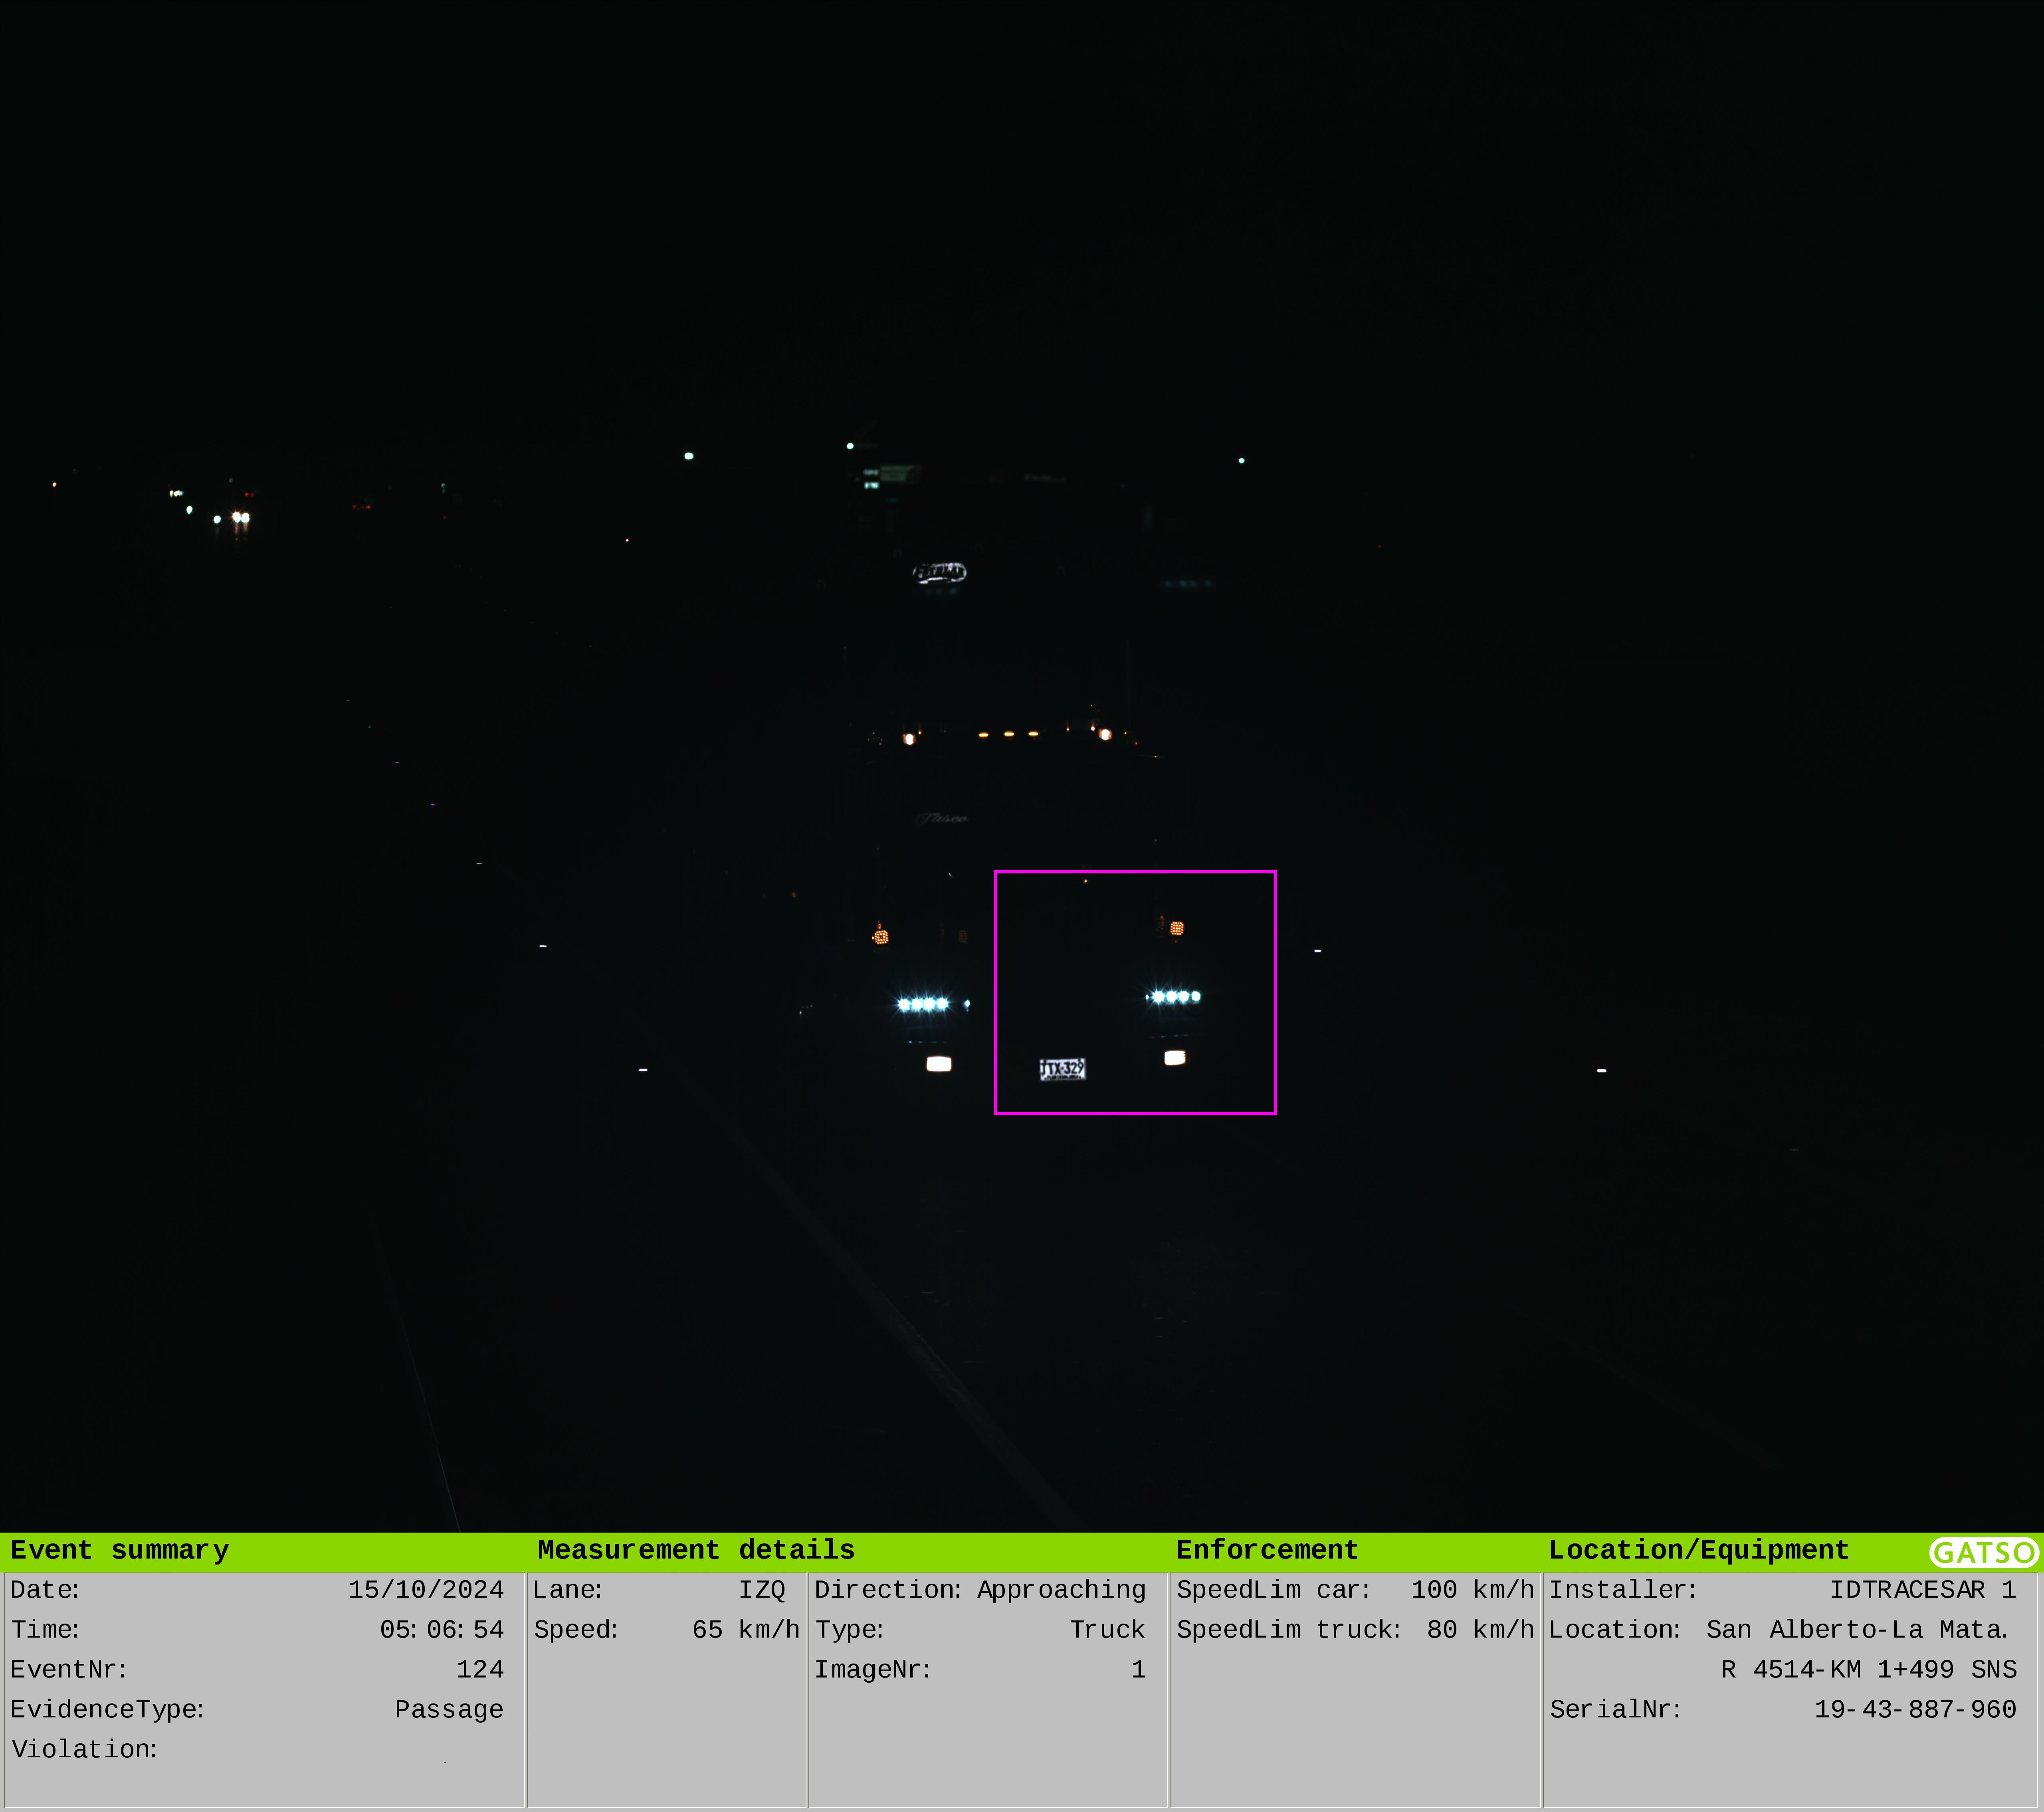 Tasco
JTX-329
Event summary
Measurement details
Enforcement
Location/Equipment
GATSO
Date: 15/10/2024
Time: 05:06:54
EventNr: 124
EvidenceType: Passage
Violation:
Lane: IZQ
Speed: 65 km/h
Direction: Approaching
Type: Truck
ImageNr: 1
SpeedLim car: 100 km/h
SpeedLim truck: 80 km/h
Installer: IDTRACESAR 1
Location: San Alberto-La Mata.
R 4514-KM 1+499 SNS
SerialNr: 19-43-887-960